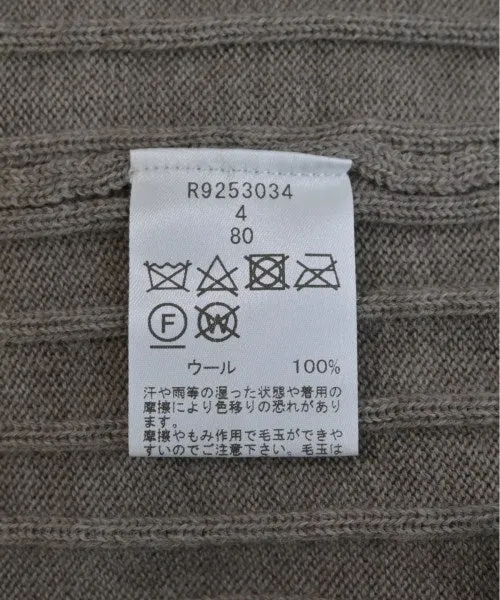 R9253034
4
80
F W
ウール 100%
汗や雨等の湿った状態や着用の
摩擦により色移りの恐れがあり
ます。
摩擦やもみ作用で毛玉ができや
すいのでご注意下さい。毛玉は